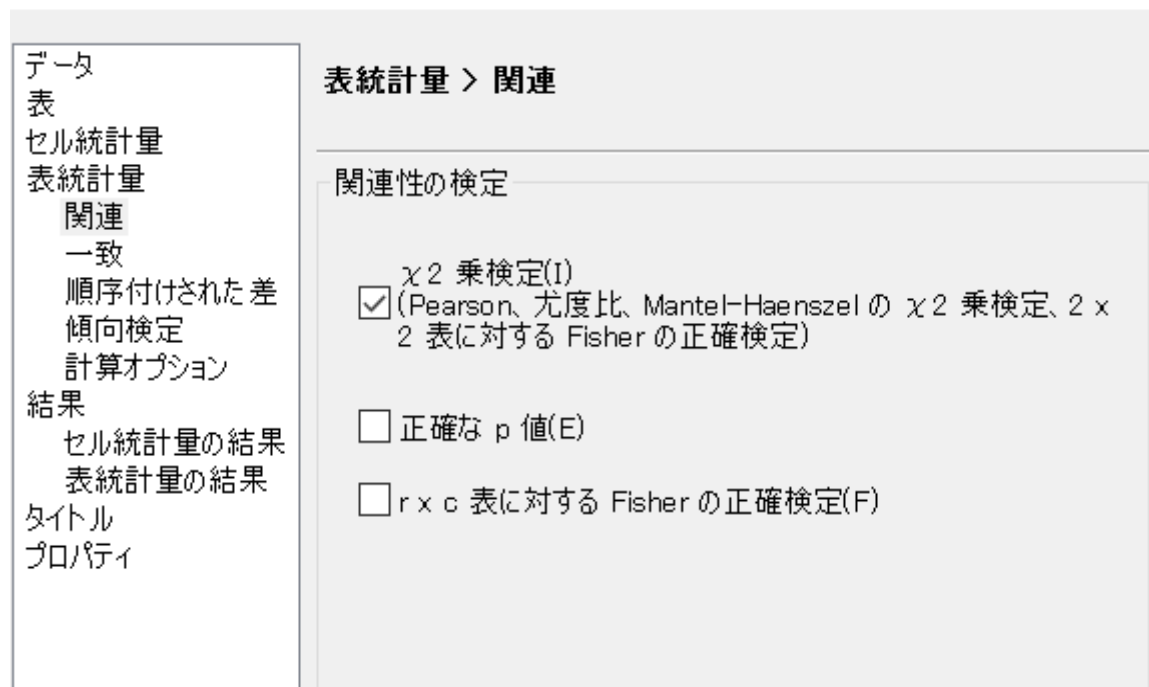 データ
表
セル統計量
表統計量
関連
一致
順序付けされた差
傾向検定
計算オプション
結果
セル統計量の結果
表統計量の結果
タイトル
プロパティ
表統計量 > 関連
関連性の検定
χ2 乗検定(I)
(Pearson、尤度比、Mantel-Haenszel の χ2 乗検定、2 x
2 表に対する Fisher の正確検定)
正確な p 値(E)
r x c 表に対する Fisher の正確検定(F)